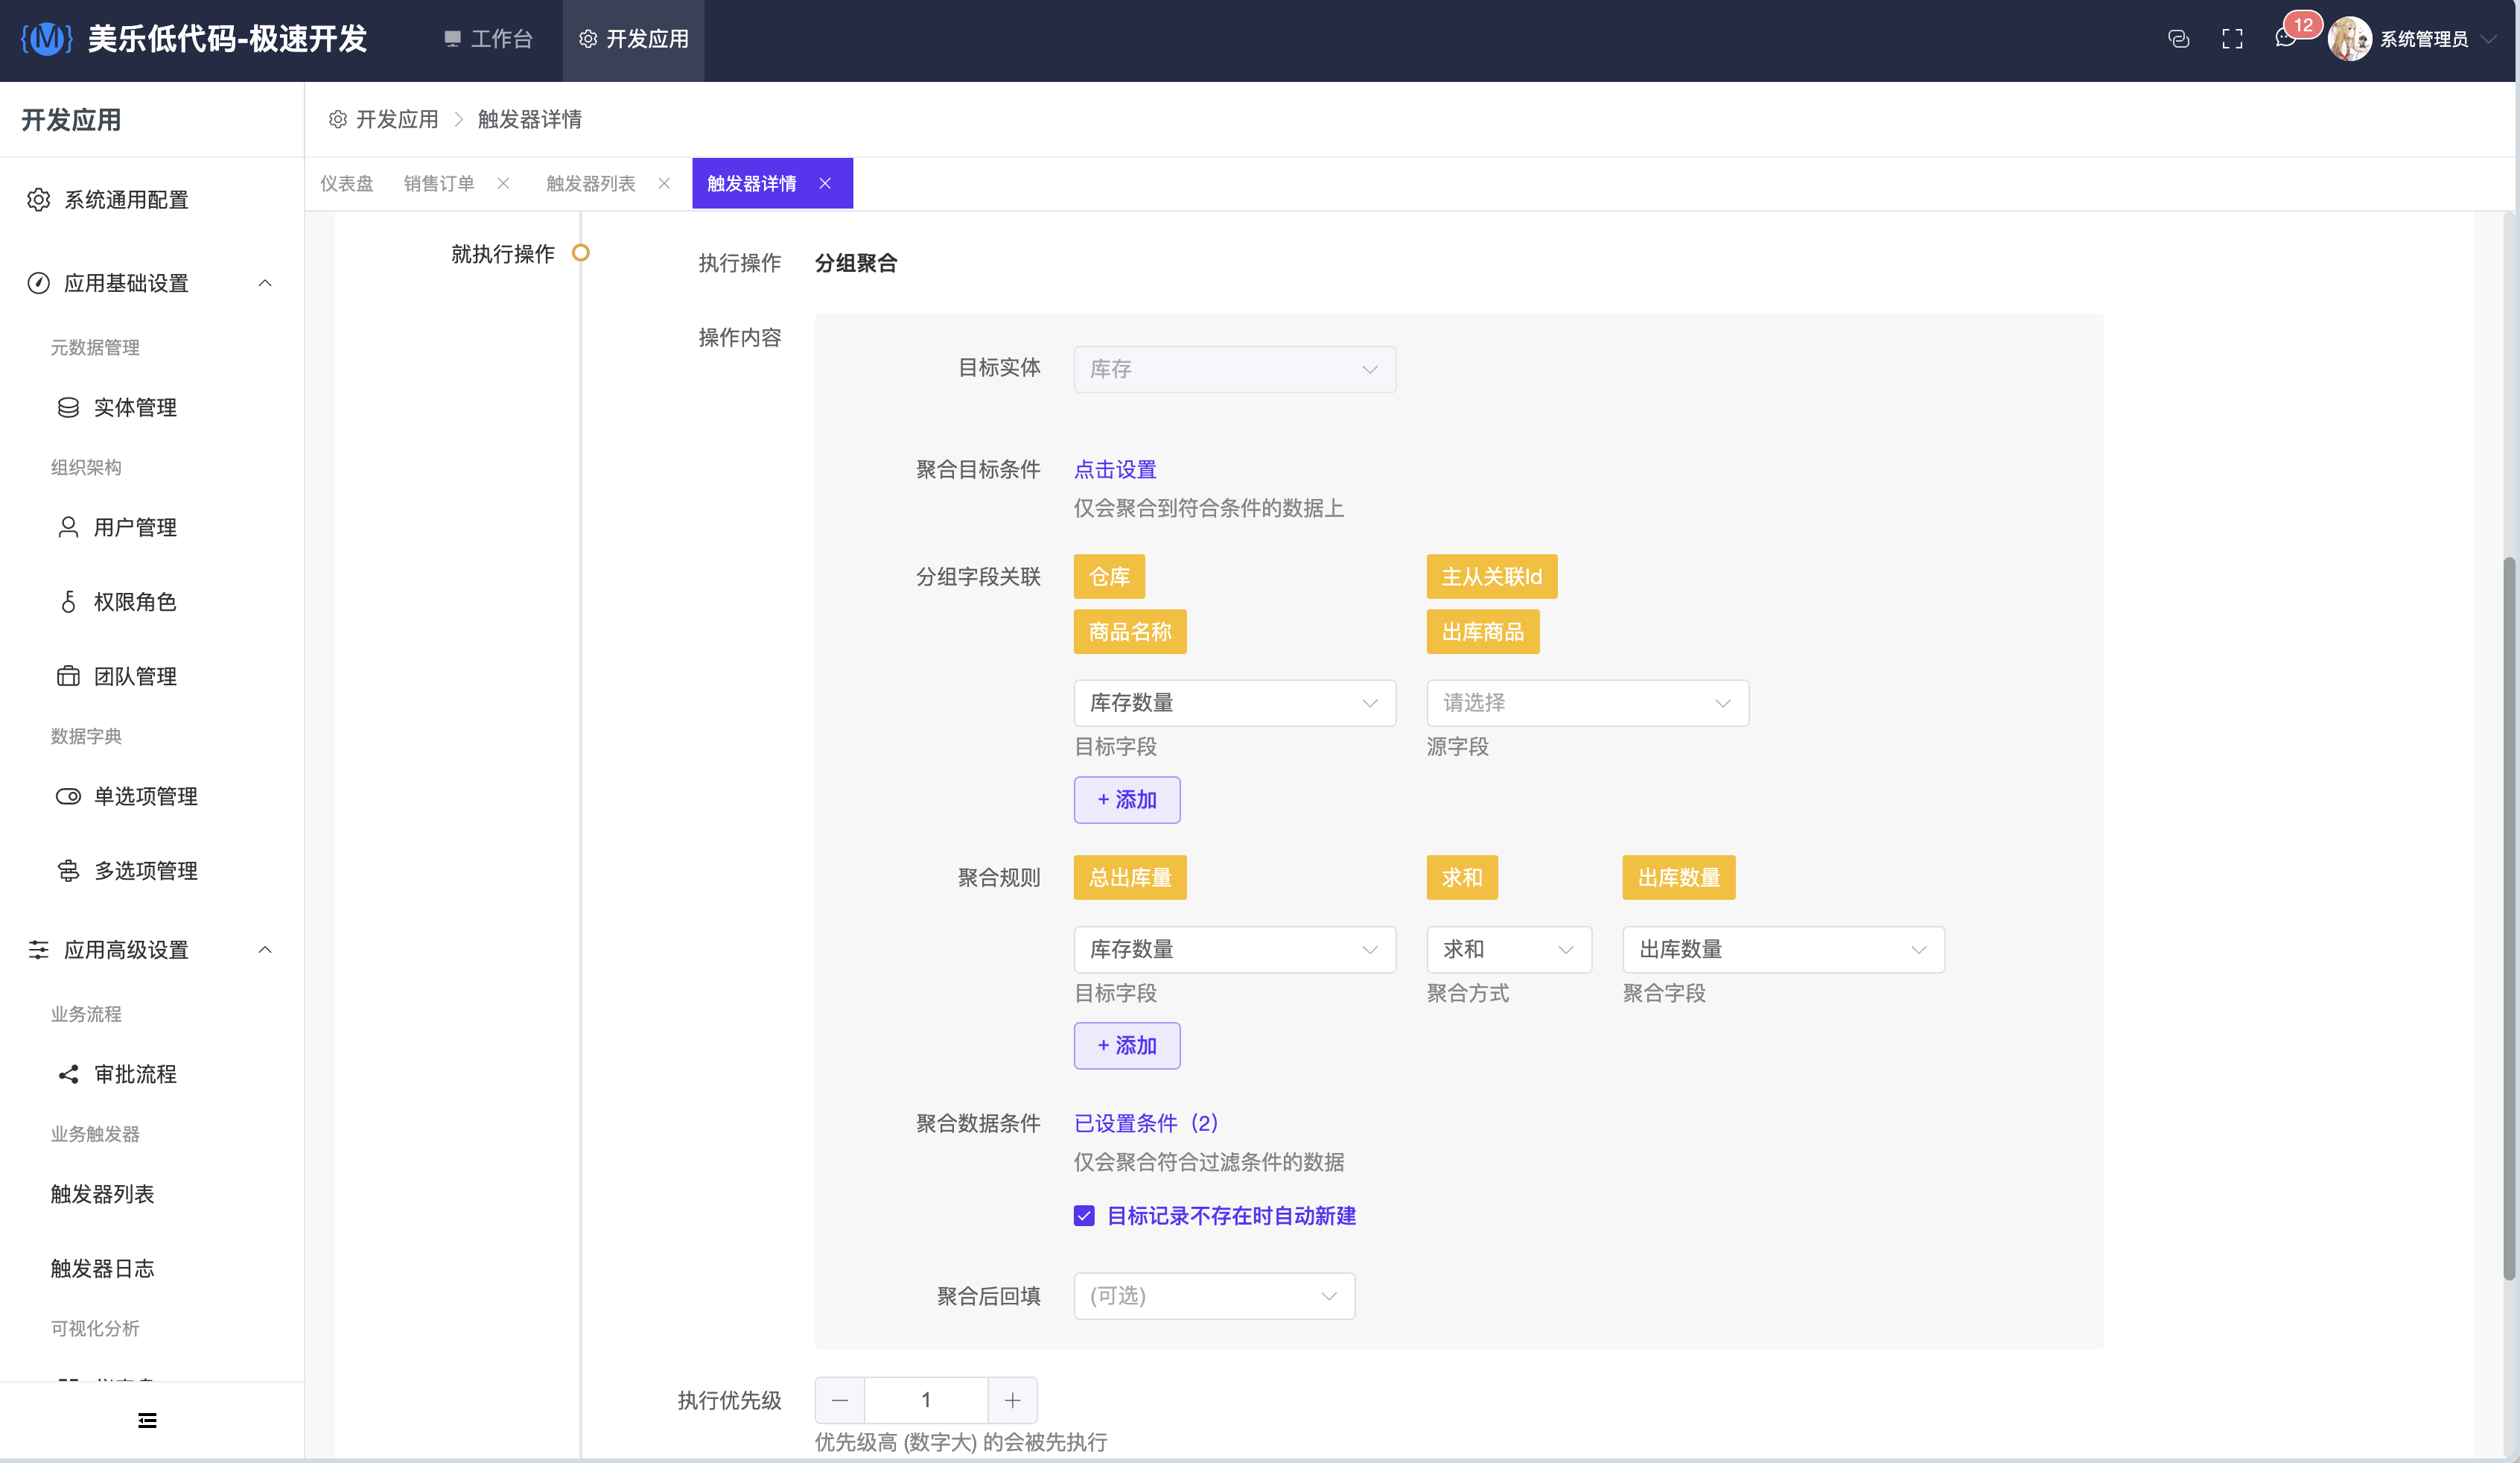 {M} 美乐低代码-极速开发
工作台
开发应用
12
系统管理员
开发应用
开发应用 > 触发器详情
仪表盘
销售订单
触发器列表
触发器详情
系统通用配置
应用基础设置
元数据管理
实体管理
组织架构
用户管理
权限角色
团队管理
数据字典
单选项管理
多选项管理
应用高级设置
业务流程
审批流程
业务触发器
触发器列表
触发器日志
可视化分析
就执行操作
执行操作 分组聚合
操作内容
目标实体 库存
聚合目标条件 点击设置
仅会聚合到符合条件的数据上
分组字段关联 仓库 主从关联Id
商品名称 出库商品
库存数量 请选择
目标字段 源字段
+ 添加
聚合规则 总出库量 求和 出库数量
库存数量 求和 出库数量
目标字段 聚合方式 聚合字段
+ 添加
聚合数据条件 已设置条件（2）
仅会聚合符合过滤条件的数据
目标记录不存在时自动新建
聚合后回填 (可选)
执行优先级 1
优先级高 (数字大) 的会被先执行